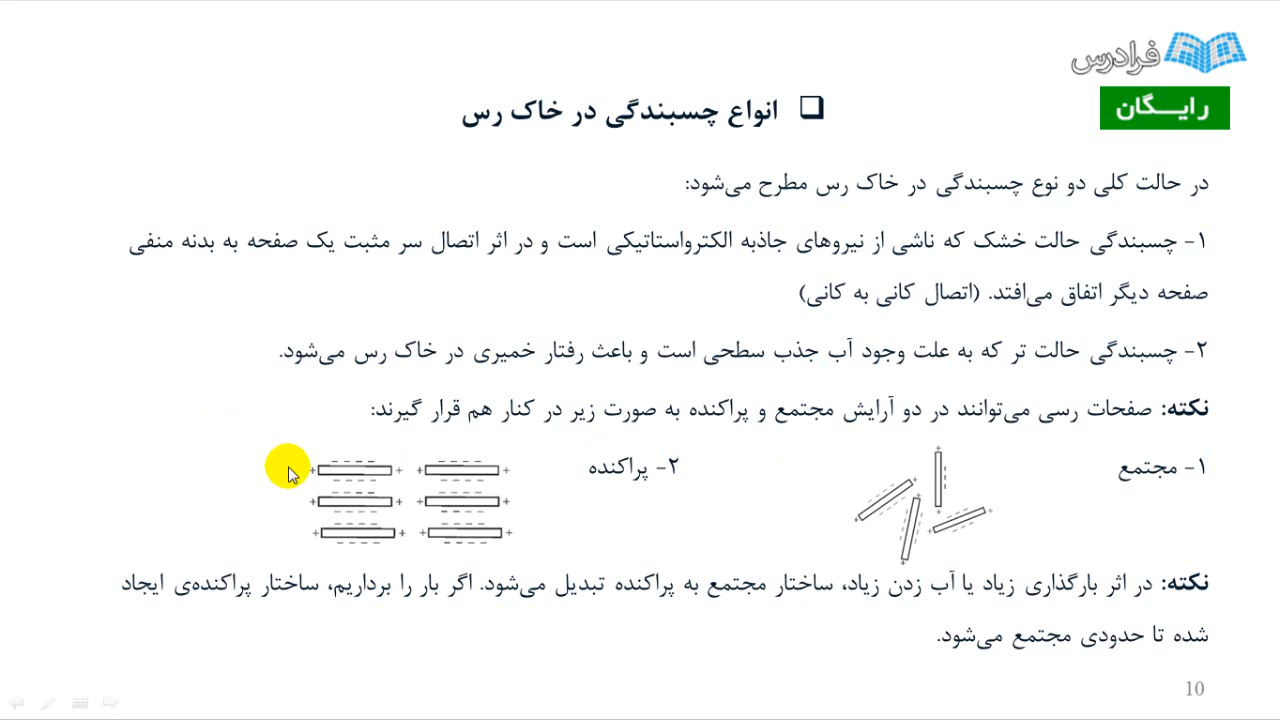 فرادرس
رایگان
انواع چسبندگی در خاک رس
در حالت کلی دو نوع چسبندگی در خاک رس مطرح می‌شود:
۱- چسبندگی حالت خشک که ناشی از نیروهای جاذبه الکترواستاتیکی است و در اثر اتصال سر مثبت یک صفحه به بدنه منفی
صفحه دیگر اتفاق می‌افتد. (اتصال کانی به کانی)
۲- چسبندگی حالت تر که به علت وجود آب جذب سطحی است و باعث رفتار خمیری در خاک رس می‌شود.
نکته: صفحات رسی می‌توانند در دو آرایش مجتمع و پراکنده به صورت زیر در کنار هم قرار گیرند:
۱- مجتمع
۲- پراکنده
نکته: در اثر بارگذاری زیاد یا آب زدن زیاد، ساختار مجتمع به پراکنده تبدیل می‌شود. اگر بار را برداریم، ساختار پراکنده‌ی ایجاد
شده تا حدودی مجتمع می‌شود.
10